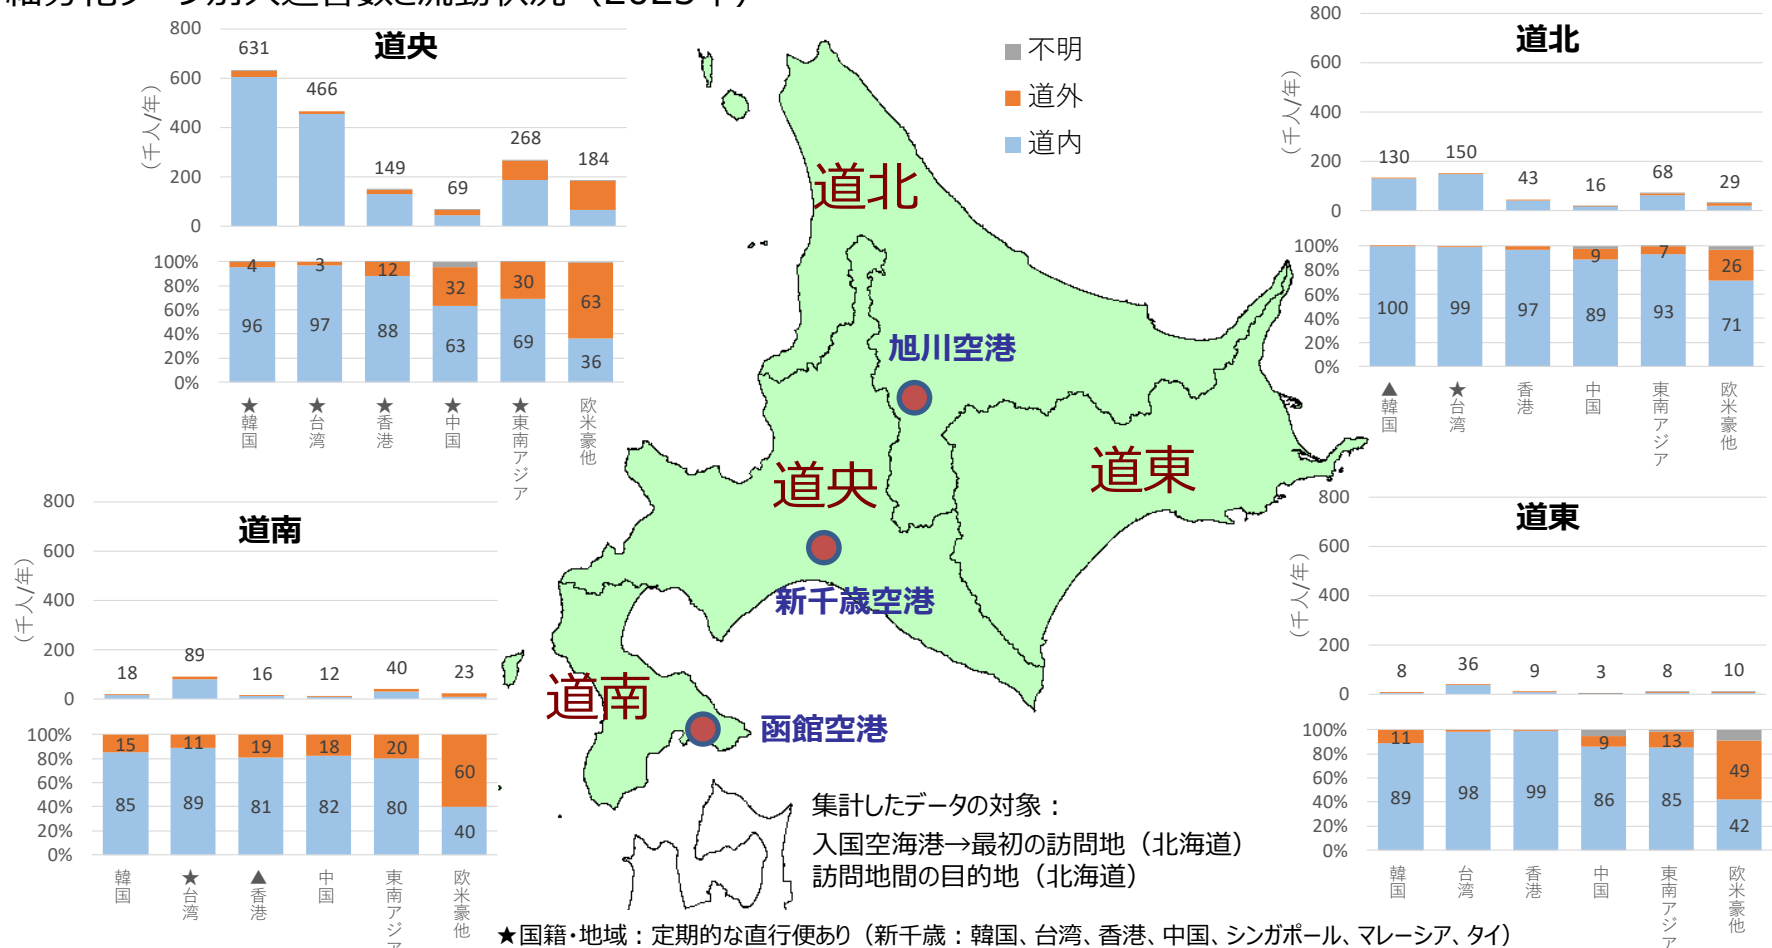 道央
(千人/年)
800
600
400
200
0
631
466
149
69
268
184
100%
80%
60%
40%
20%
0%
4
3
12
32
30
63
96
97
88
63
69
36
★韓国
★台湾
★香港
★中国
★東南アジア
欧米豪他
不明
道外
道内
道北
(千人/年)
800
600
400
200
0
130
150
43
16
68
29
100%
80%
60%
40%
20%
0%
9
7
26
100
99
97
89
93
71
▲韓国
★台湾
香港
中国
東南アジア
欧米豪他
道北
旭川空港
道央
道東
新千歳空港
道南
函館空港
道南
(千人/年)
800
600
400
200
0
18
89
16
12
40
23
100%
80%
60%
40%
20%
0%
15
11
19
18
20
60
85
89
81
82
80
40
韓国
★台湾
▲香港
中国
東南アジア
欧米豪他
道東
(千人/年)
800
600
400
200
0
8
36
9
3
8
10
100%
80%
60%
40%
20%
0%
11
9
13
49
89
98
99
86
85
42
韓国
台湾
香港
中国
東南アジア
欧米豪他
集計したデータの対象：
入国空海港→最初の訪問地（北海道）
訪問地間の目的地（北海道）
★国籍・地域：定期的な直行便あり（新千歳：韓国、台湾、香港、中国、シンガポール、マレーシア、タイ）